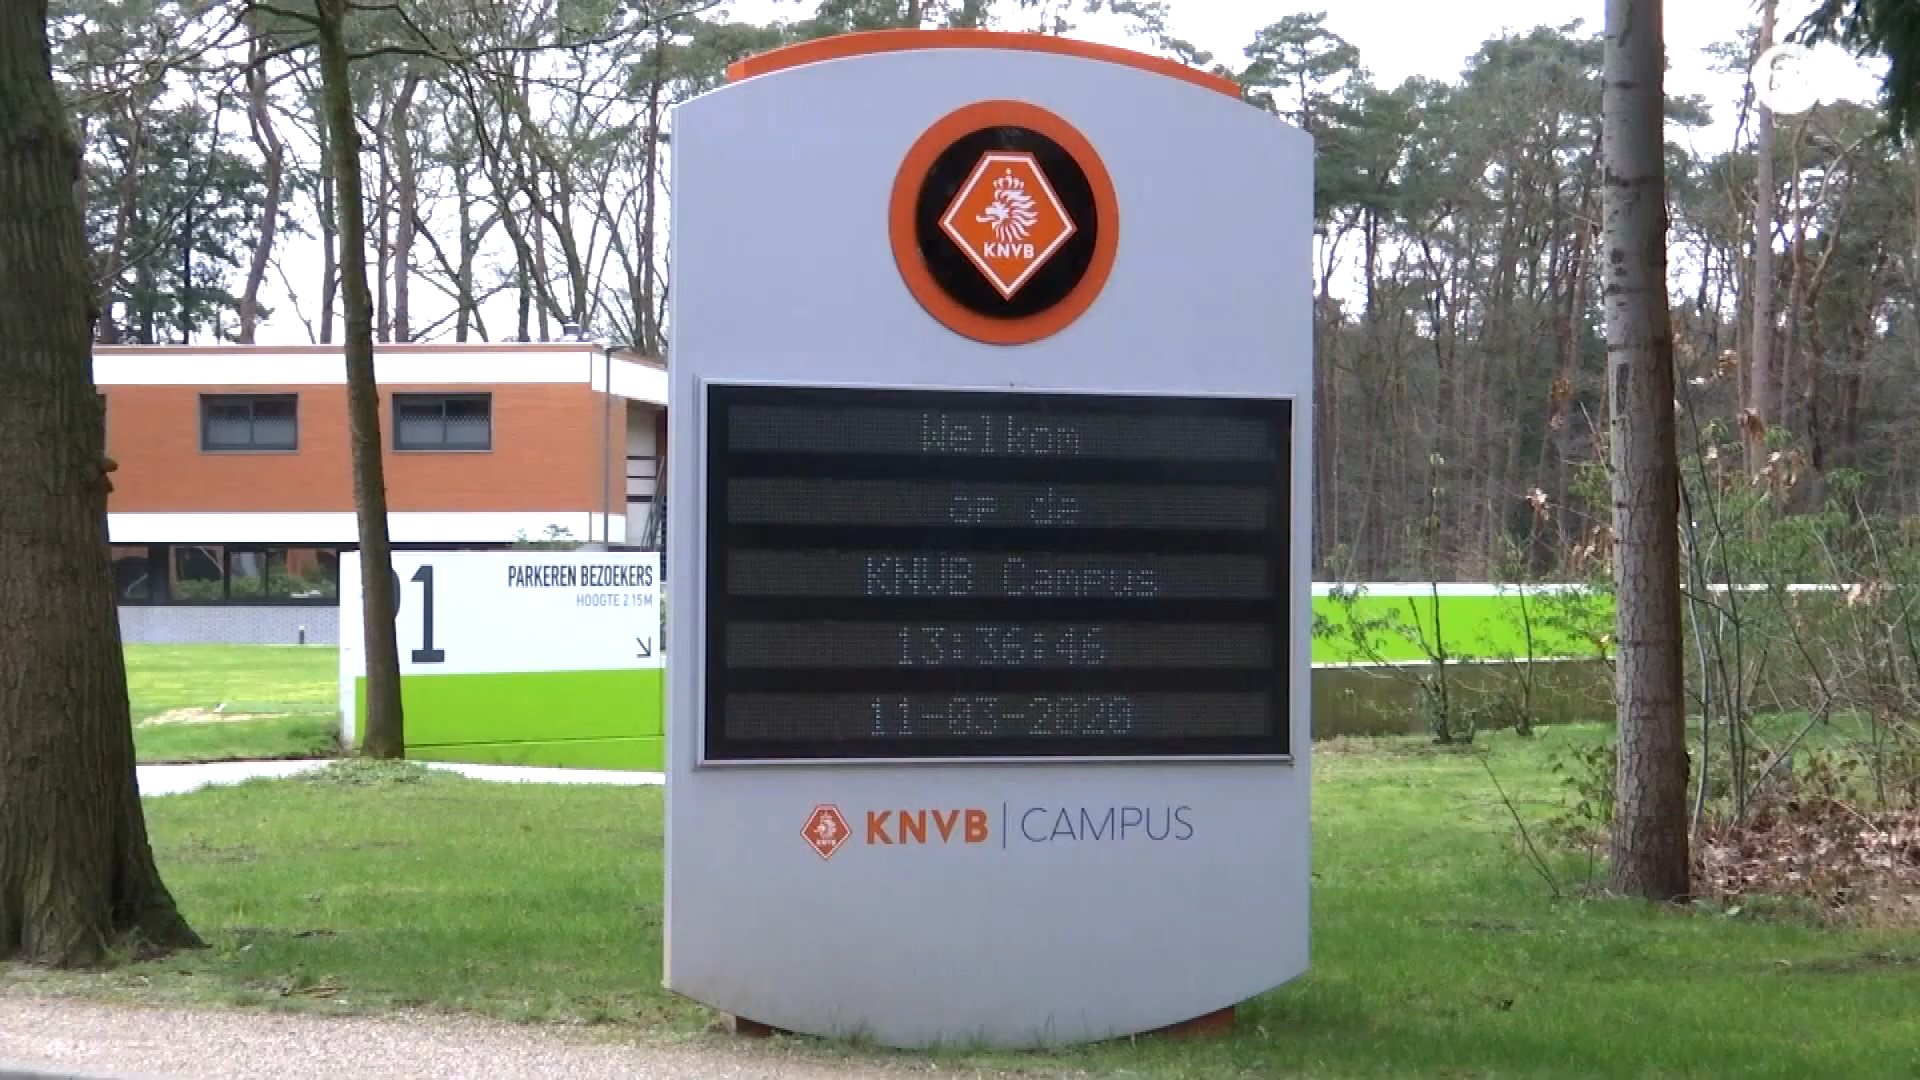 KNVB
Welkom
op de
KNVB Campus
13:36:46
11-03-2020
P1
PARKEREN BEZOEKERS
HOOGTE 2.15M
KNVB | CAMPUS
KNVB